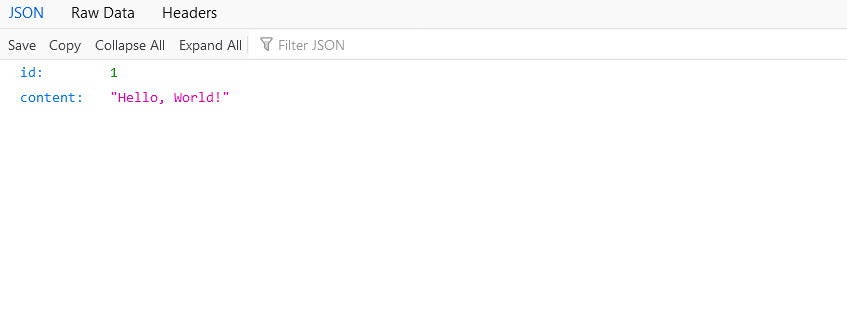 JSON Raw Data Headers
Save Copy Collapse All Expand All Filter JSON
id: 1
content: "Hello, World!"